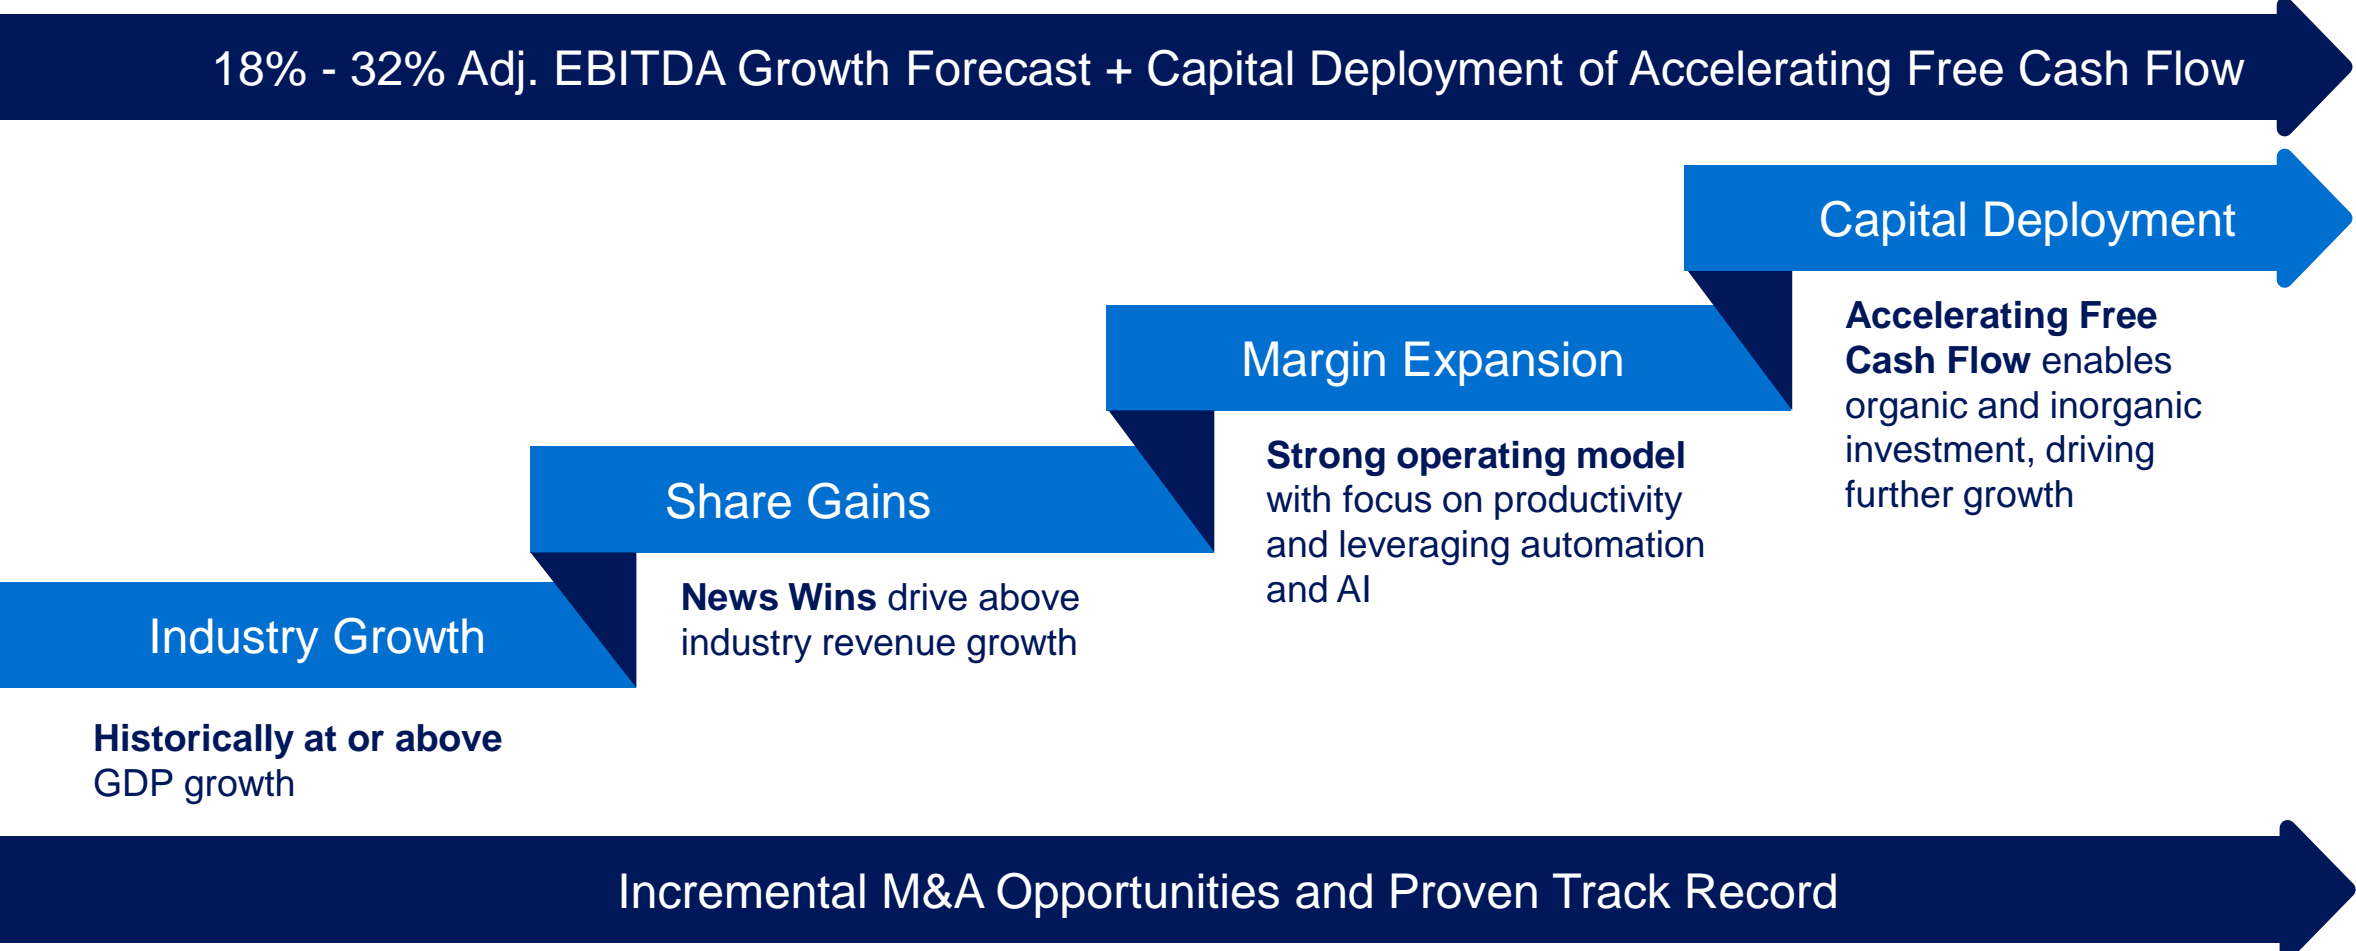 18% - 32% Adj. EBITDA Growth Forecast + Capital Deployment of Accelerating Free Cash Flow
Capital Deployment
Accelerating Free
Cash Flow enables
organic and inorganic
investment, driving
further growth
Margin Expansion
Strong operating model
with focus on productivity
and leveraging automation
and AI
Share Gains
News Wins drive above
industry revenue growth
Industry Growth
Historically at or above
GDP growth
Incremental M&A Opportunities and Proven Track Record